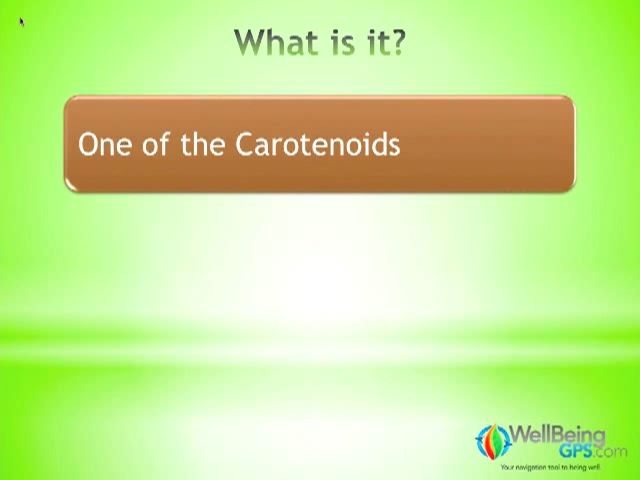 What is it?
One of the Carotenoids
WellBeing
GPS.com
Your navigation tool to being well.